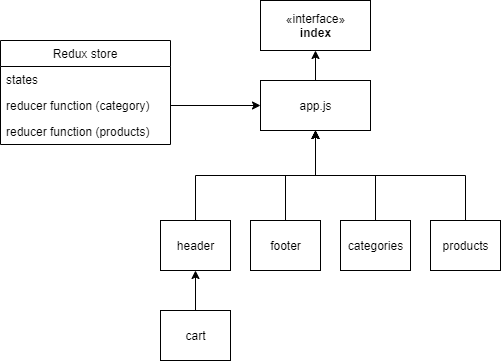 «interface»
index
Redux store
states
reducer function (category)
reducer function (products)
app.js
header
footer
categories
products
cart